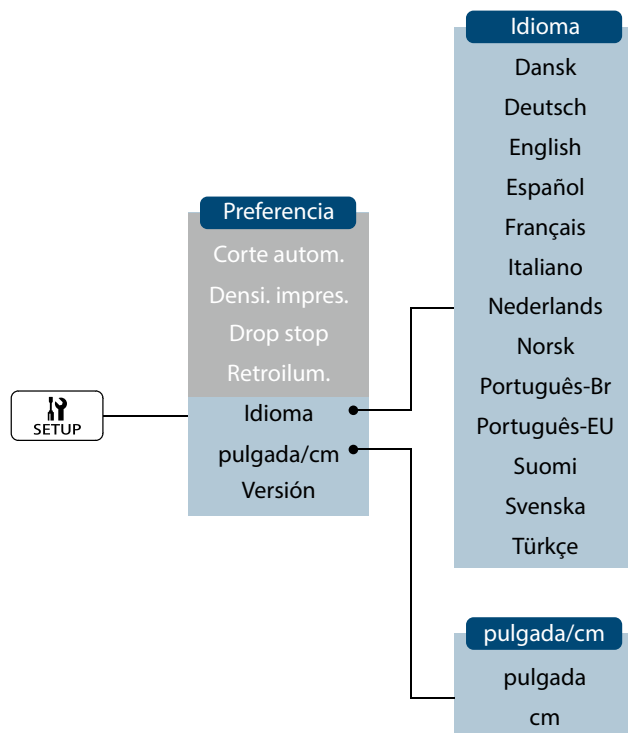 SETUP
Preferencia
Corte autom.
Densi. impres.
Drop stop
Retroilum.
Idioma
pulgada/cm
Versión
Idioma
Dansk
Deutsch
English
Español
Français
Italiano
Nederlands
Norsk
Português-Br
Português-EU
Suomi
Svenska
Türkçe
pulgada/cm
pulgada
cm